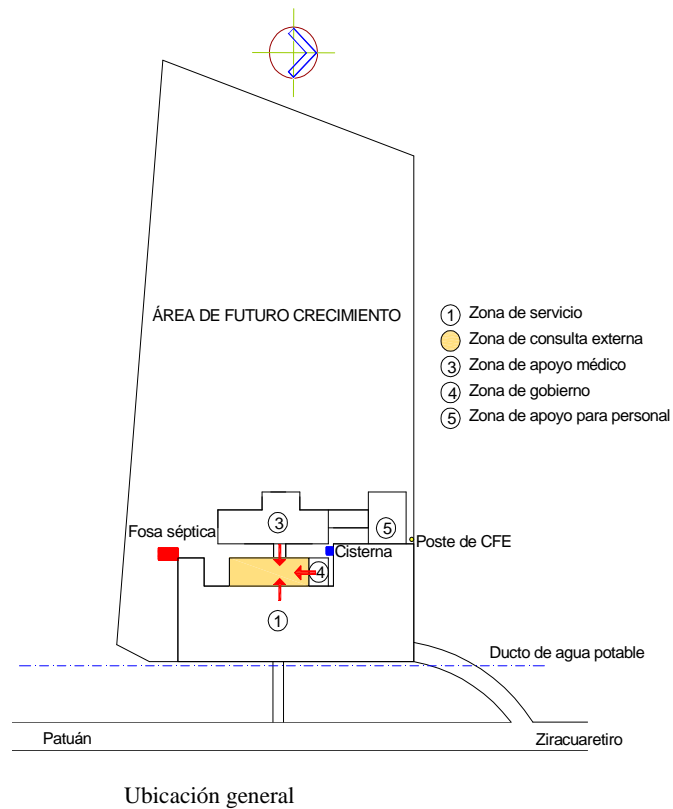 ÁREA DE FUTURO CRECIMIENTO
1 Zona de servicio
Zona de consulta externa
3 Zona de apoyo médico
4 Zona de gobierno
5 Zona de apoyo para personal
3
5
Fosa séptica
Cisterna
Poste de CFE
4
1
Ducto de agua potable
Patuán
Ziracuaretiro
Ubicación general